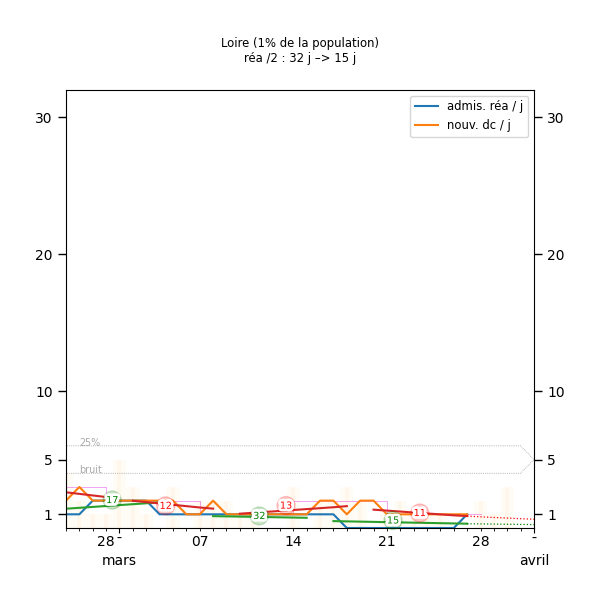 Loire (1% de la population)
réa /2 : 32 j –> 15 j
admis. réa / j
nouv. dc / j
30 30
20 20
10 10
5 5
1 1
25%
bruit
17 12 32 13 15 11
28 07 14 21 28
mars avril